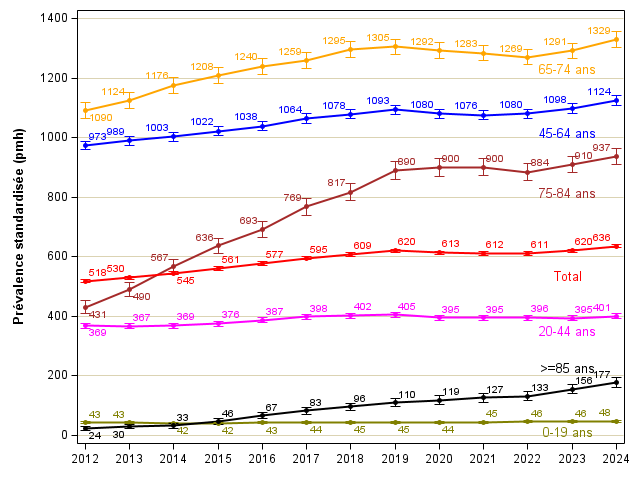 Prévalence standardisée (pmh)
1400
1200
1000
800
600
400
200
0
1090 1124 1176 1208 1240 1259 1295 1305 1292 1283 1269 1291 1329
65-74 ans
973 989 1003 1022 1038 1064 1078 1093 1080 1076 1080 1098 1124
45-64 ans
431 490 567 636 693 769 817 890 900 900 884 910 937
75-84 ans
518 530 545 561 577 595 609 620 613 612 611 620 636
Total
369 367 369 376 387 398 402 405 395 395 396 395 401
20-44 ans
>=85 ans
24 30 33 46 67 83 96 110 119 127 133 156 177
43 43 42 42 43 44 45 45 44 45 46 46 48
0-19 ans
2012 2013 2014 2015 2016 2017 2018 2019 2020 2021 2022 2023 2024